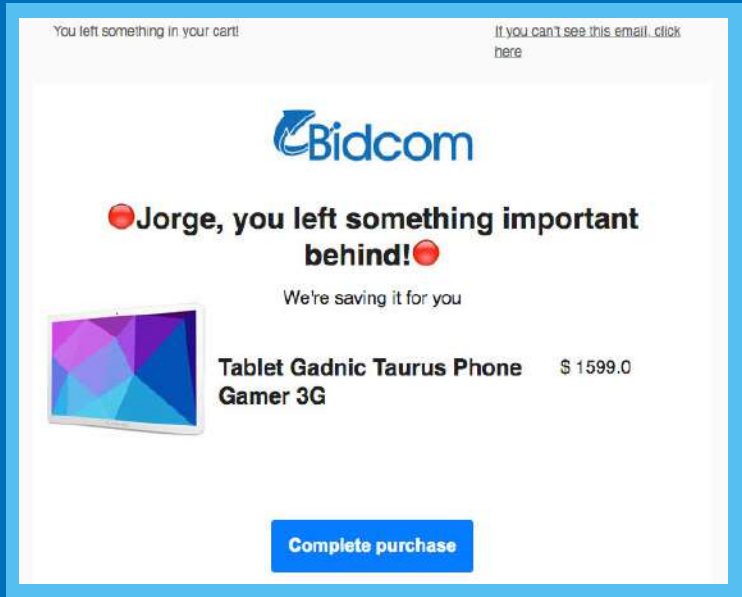 You left something in your cart!
If you can't see this email, click
here
Bidcom
Jorge, you left something important
behind!
We're saving it for you
Tablet Gadnic Taurus Phone
Gamer 3G
$ 1599.0
Complete purchase